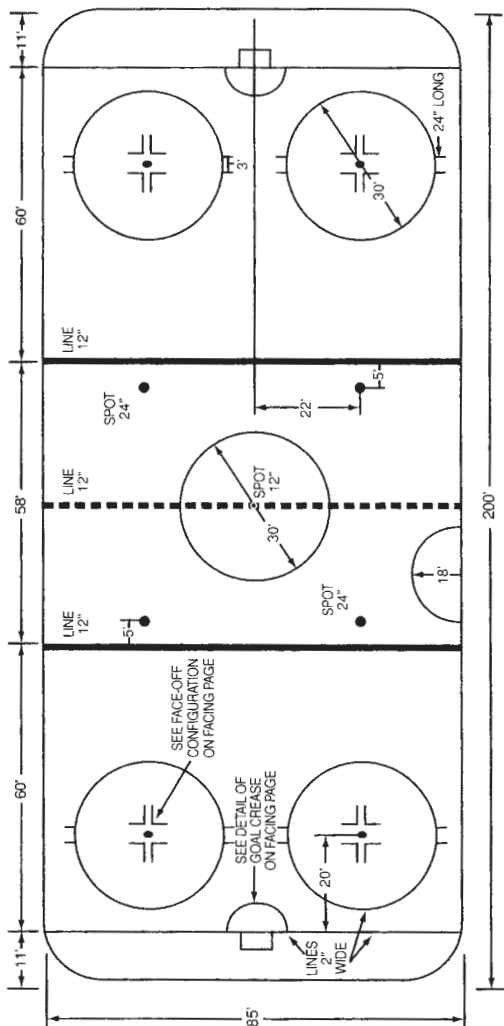 11'
60'
58'
60'
11'
LINE
12"
LINE
12"
LINE
12"
5'
SPOT
24"
SEE FACE-OFF
CONFIGURATION
ON FACING PAGE
3'
85'
SEE DETAIL OF
GOAL CREASE
ON FACING PAGE
SPOT
12"
30'
22'
30'
LINES
2"
WIDE
20'
SPOT
24"
5'
24" LONG
18'
200'